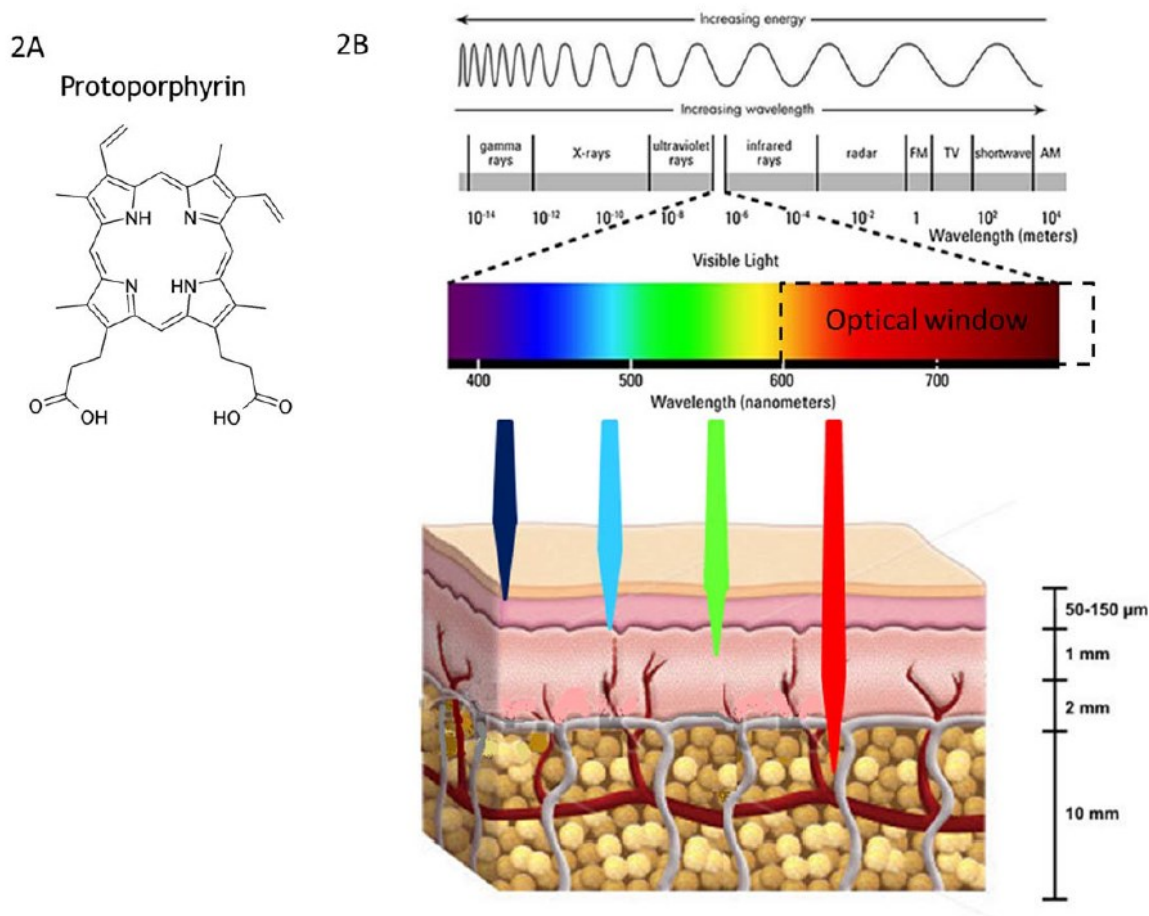 2A
Protoporphyrin
NH
N
N
HN
O
OH
HO
O
2B
Increasing energy
Increasing wavelength
gamma rays
X-rays
ultraviolet rays
infrared rays
radar
FM
TV
shortwave
AM
10-14
10-12
10-10
10-8
10-6
10-4
10-2
1
102
104
Wavelength (meters)
Visible Light
Optical window
400
500
600
700
Wavelength (nanometers)
50-150 µm
1 mm
2 mm
10 mm